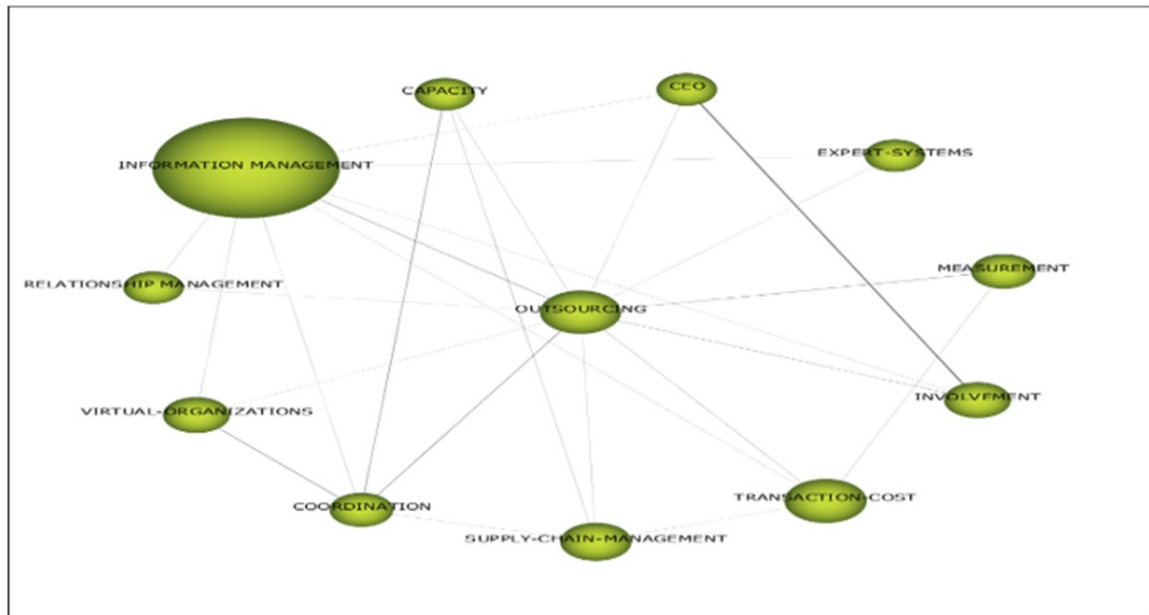 CAPACITY
CEO
INFORMATION MANAGEMENT
EXPERT-SYSTEMS
RELATIONSHIP MANAGEMENT
MEASUREMENT
OUTSOURCING
VIRTUAL-ORGANIZATIONS
INVOLVEMENT
COORDINATION
TRANSACTION-COST
SUPPLY-CHAIN-MANAGEMENT